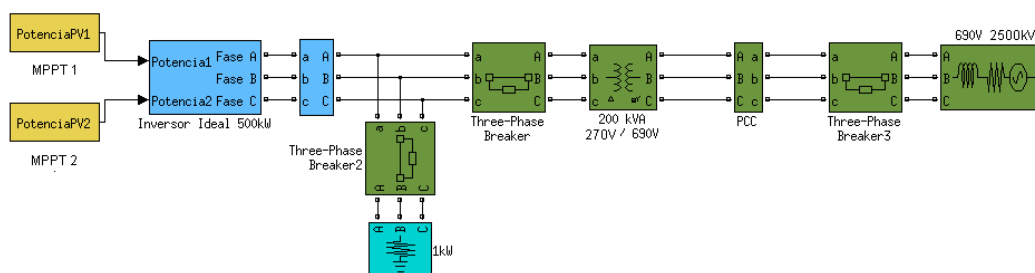 PotenciaPV1
MPPT 1
PotenciaPV2
MPPT 2
Potencia1 Fase A
Fase B
Potencia2 Fase C
Inversor Ideal 500kW
a A
b B
c C
a b c
A B C
Three-Phase
Breaker2
A B C
1kW
a A
b B
c C
Three-Phase
Breaker
a A
b B
c C
200 kVA
270V / 690V
A a
B b
C c
PCC
a A
b B
c C
Three-Phase
Breaker3
690V 2500kV
A
B
C